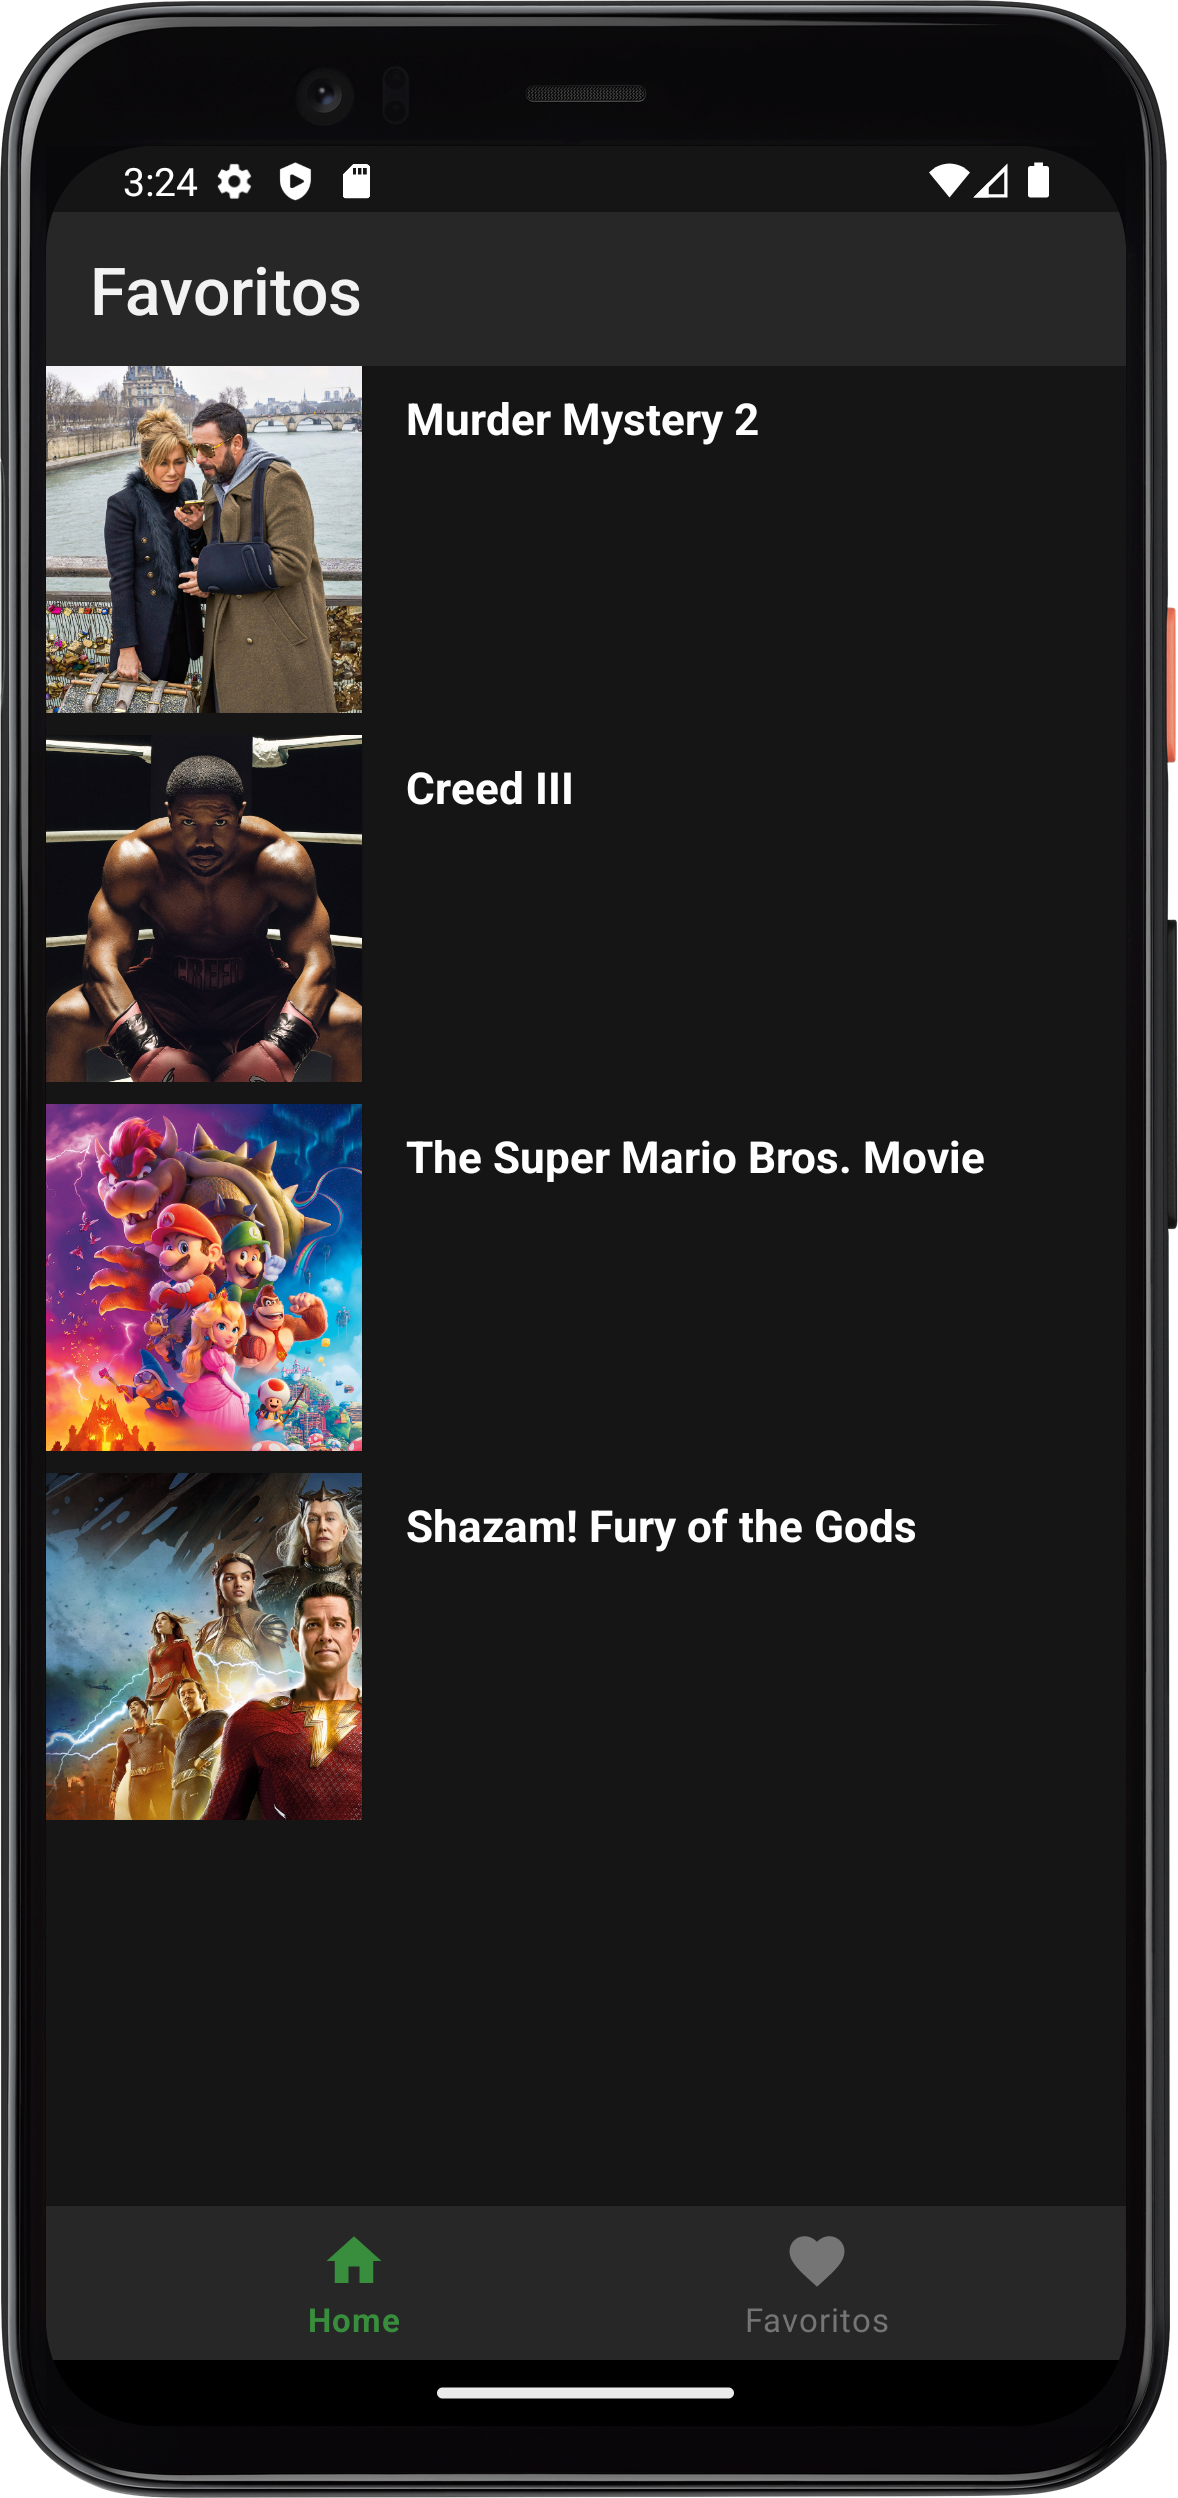 3:24
Favoritos
Murder Mystery 2
Creed III
CREED
The Super Mario Bros. Movie
Shazam! Fury of the Gods
Home
Favoritos